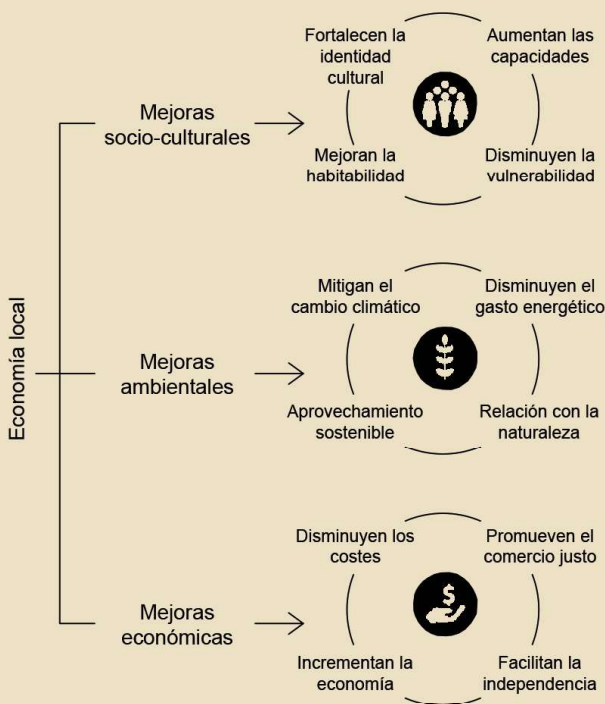 Economía local
Mejoras
socio-culturales
Fortalecen la
identidad
cultural
Aumentan las
capacidades
Mejoran la
habitabilidad
Disminuyen la
vulnerabilidad
Mejoras
ambientales
Mitigan el
cambio climático
Disminuyen el
gasto energético
Aprovechamiento
sostenible
Relación con la
naturaleza
Mejoras
económicas
Disminuyen los
costes
Promueven el
comercio justo
$
Incrementan la
economía
Facilitan la
independencia